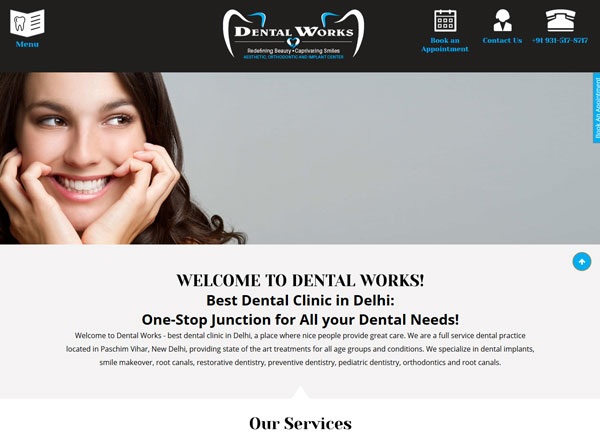 Menu
DENTAL WORKS
Redefining Beauty • Captivating Smiles
AESTHETIC, ORTHODONTIC AND IMPLANT CENTER
Book an
Appointment
Contact Us
+91 931-517-8717
Book An Appointment
WELCOME TO DENTAL WORKS!
Best Dental Clinic in Delhi:
One-Stop Junction for All your Dental Needs!
Welcome to Dental Works - best dental clinic in Delhi, a place where nice people provide great care. We are a full service dental practice
located in Paschim Vihar, New Delhi, providing state of the art treatments for all age groups and conditions. We specialize in dental implants,
smile makeover, root canals, restorative dentistry, preventive dentistry, pediatric dentistry, orthodontics and root canals.
Our Services